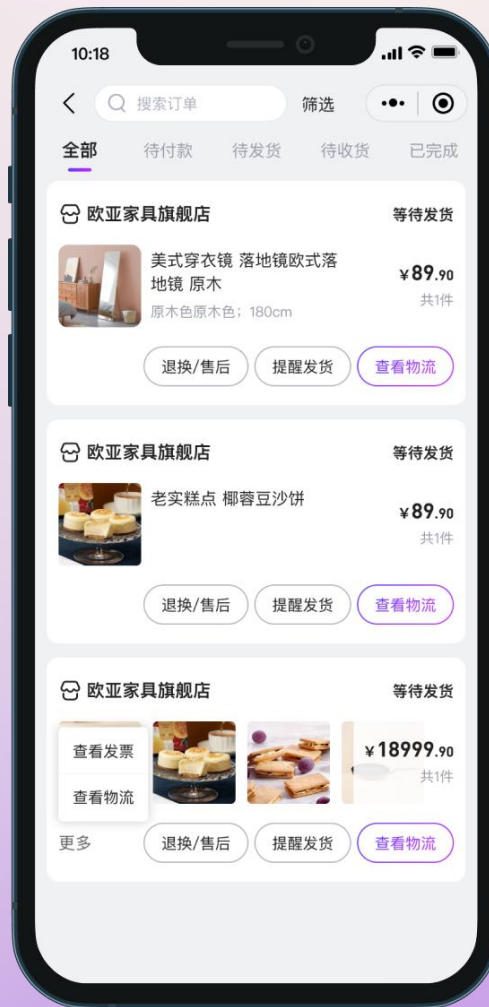 10:18
搜索订单
筛选
全部
待付款
待发货
待收货
已完成
欧亚家具旗舰店
等待发货
美式穿衣镜 落地镜欧式落
地镜 原木
¥89.90
原木色原木色；180cm
共1件
退换/售后
提醒发货
查看物流
欧亚家具旗舰店
等待发货
老实糕点 椰蓉豆沙饼
¥89.90
共1件
退换/售后
提醒发货
查看物流
欧亚家具旗舰店
等待发货
查看发票
查看物流
¥18999.90
共1件
更多
退换/售后
提醒发货
查看物流